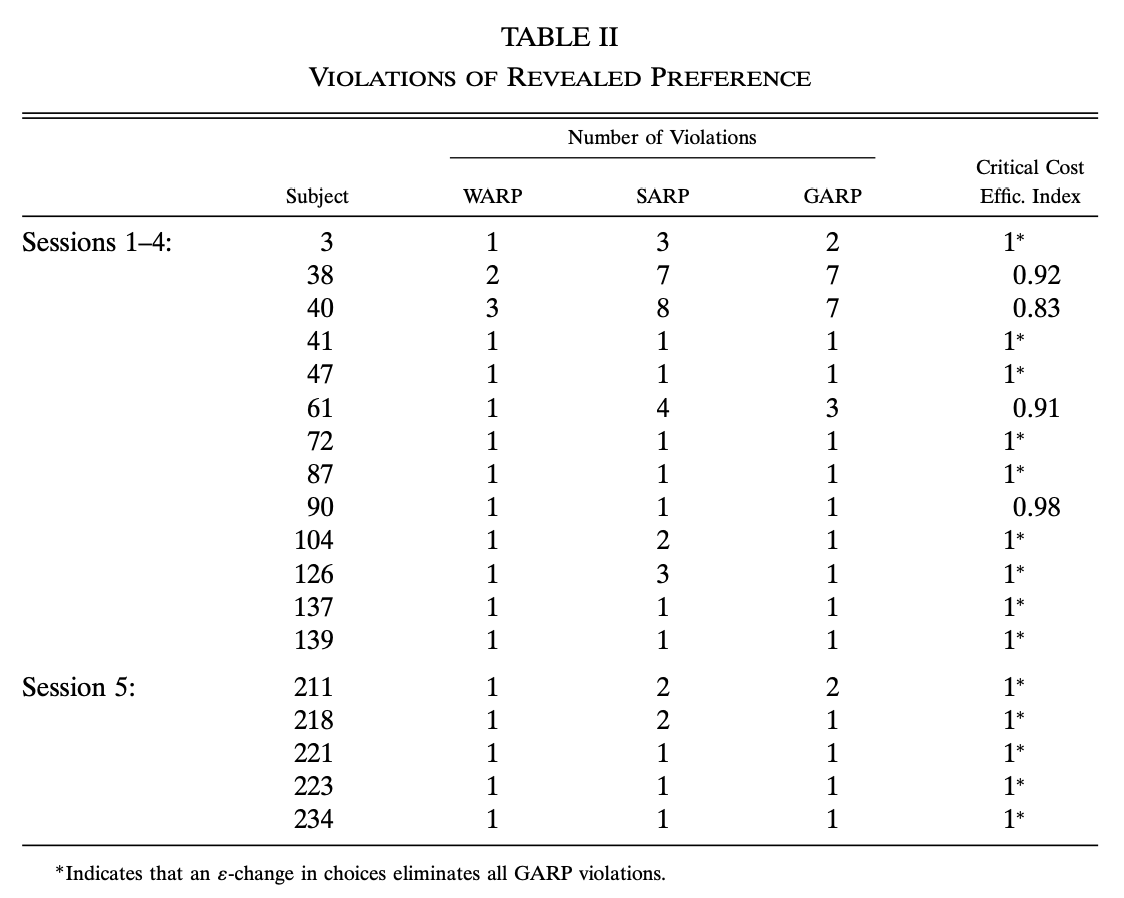 TABLE II
VIOLATIONS OF REVEALED PREFERENCE
Number of Violations
Critical Cost
Subject WARP SARP GARP Effic. Index
Sessions 1–4: 3 1 3 2 1*
38 2 7 7 0.92
40 3 8 7 0.83
41 1 1 1 1*
47 1 1 1 1*
61 1 4 3 0.91
72 1 1 1 1*
87 1 1 1 1*
90 1 1 1 0.98
104 1 2 1 1*
126 1 3 1 1*
137 1 1 1 1*
139 1 1 1 1*
Session 5: 211 1 2 2 1*
218 1 2 1 1*
221 1 1 1 1*
223 1 1 1 1*
234 1 1 1 1*
*Indicates that an ε-change in choices eliminates all GARP violations.